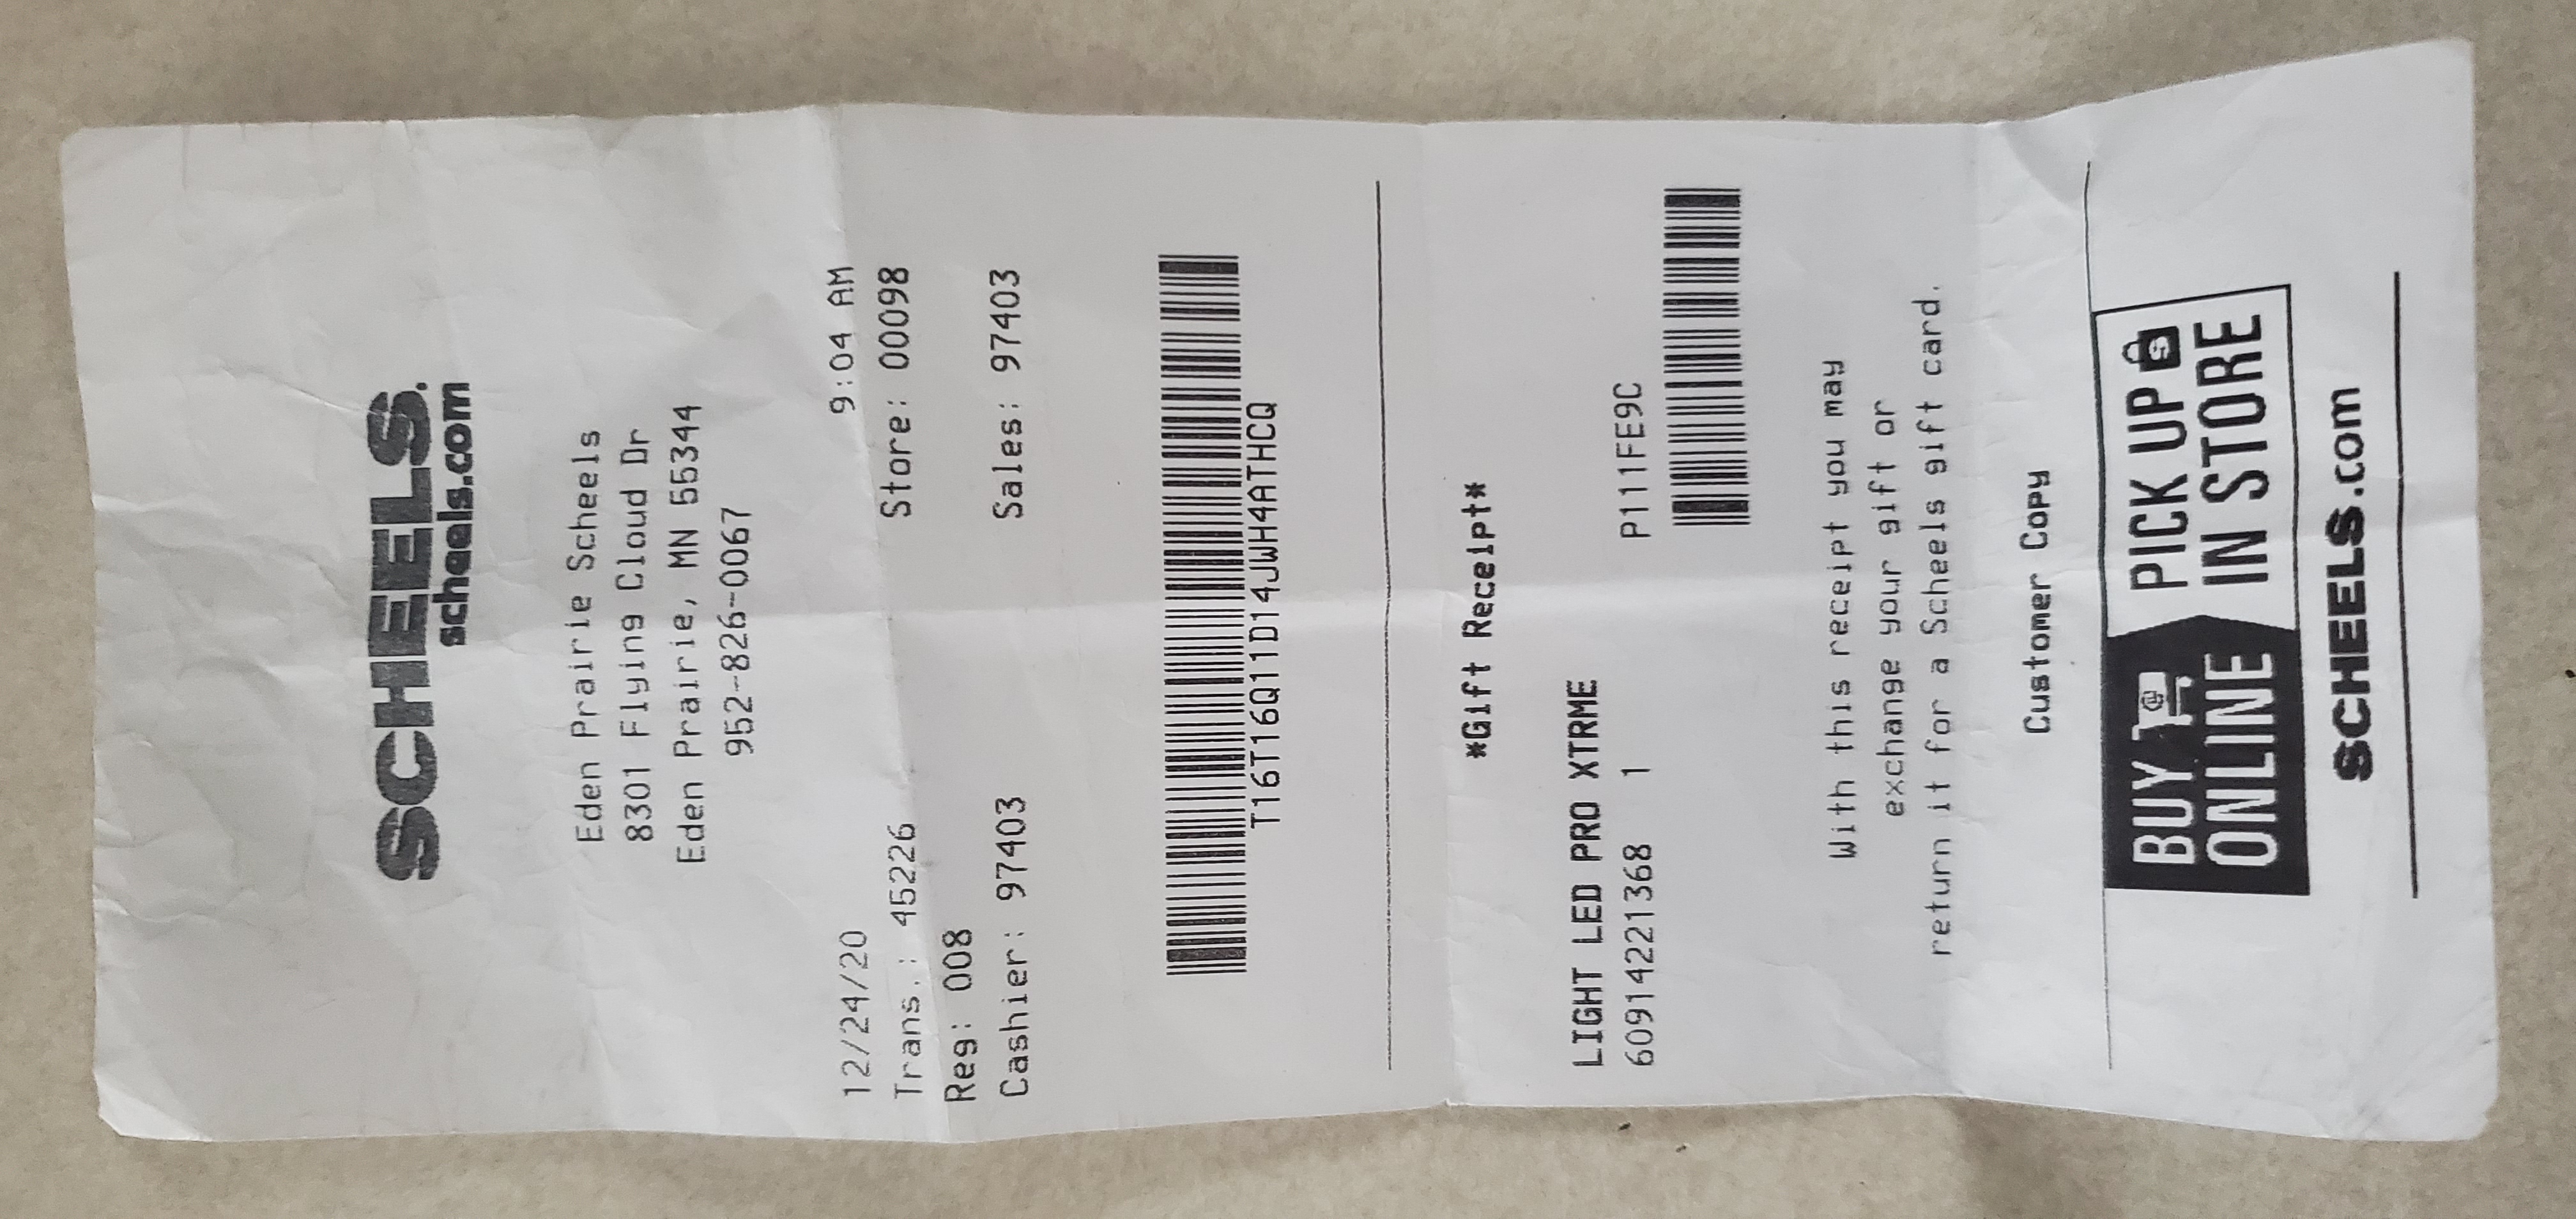 SCHEELS.
scheels.com
Eden Prairie Scheels
8301 Flying Cloud Dr
Eden Prairie, MN 55344
952-826-0067
12/24/20 9:04 AM
Trans.: 45226 Store: 00098
Reg: 008
Cashier: 97403 Sales: 97403
T16T16Q11D14JWH4ATHCQ
*Gift Receipt*
LIGHT LED PRO XTRME
609142213​68 1 P111FE9C
With this receipt you may
exchange your gift or
return it for a Scheels gift card.
Customer Copy
BUY @ PICK UP S
ONLINE IN STORE
SCHEELS.com